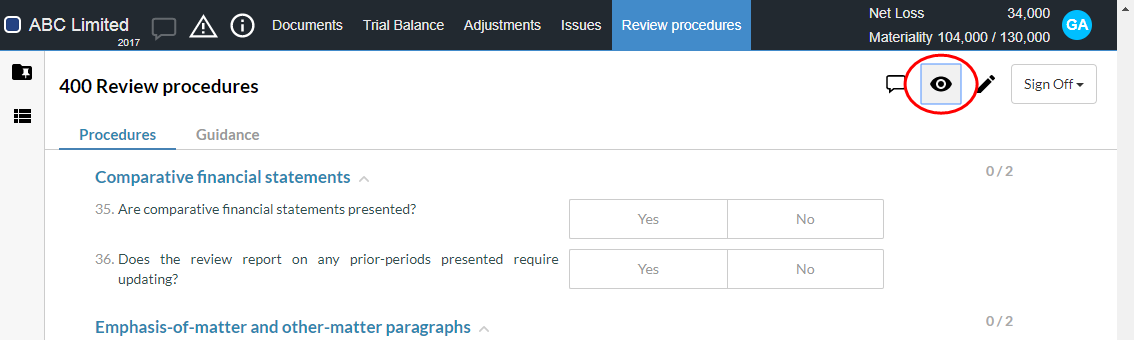 ABC Limited
2017
Documents Trial Balance Adjustments Issues Review procedures
Net Loss 34,000
Materiality 104,000 / 130,000
GA
400 Review procedures
Sign Off
Procedures Guidance
Comparative financial statements 0 / 2
35. Are comparative financial statements presented? Yes No
36. Does the review report on any prior-periods presented require
updating?
Yes No
Emphasis-of-matter and other-matter paragraphs 0 / 2